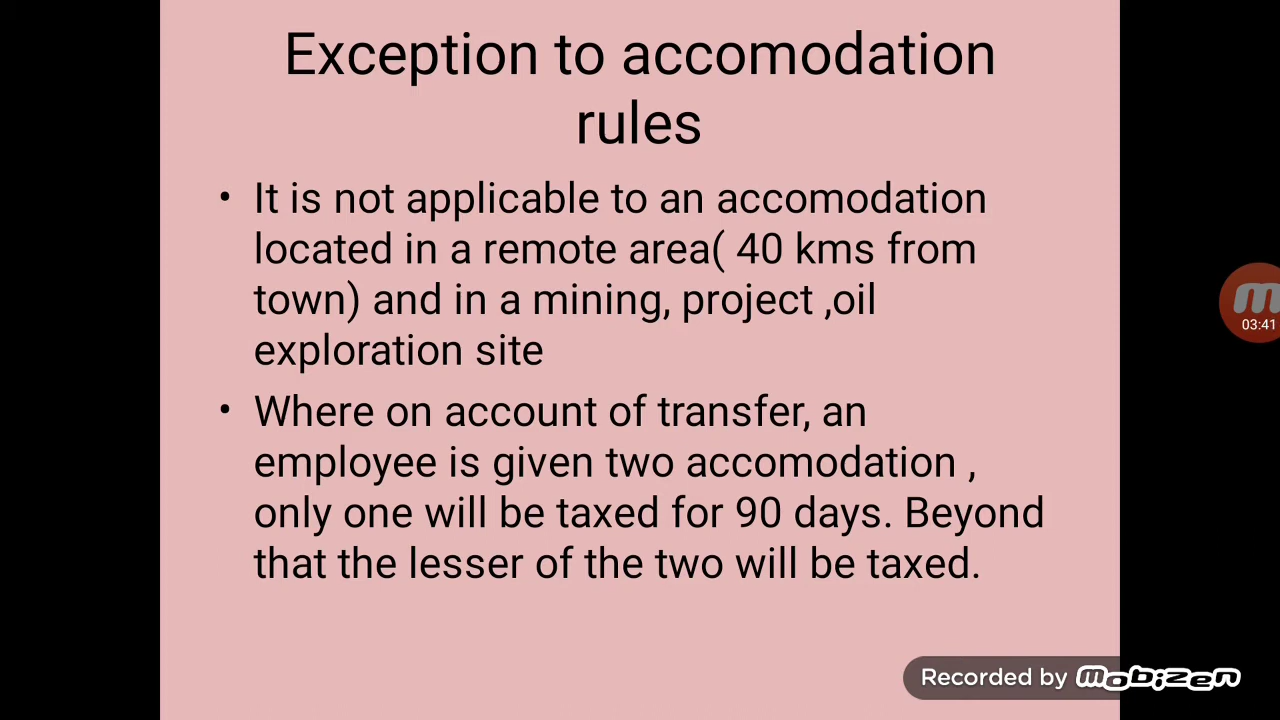 Exception to accomodation
rules
• It is not applicable to an accomodation
located in a remote area( 40 kms from
town) and in a mining, project ,oil
exploration site
• Where on account of transfer, an
employee is given two accomodation ,
only one will be taxed for 90 days. Beyond
that the lesser of the two will be taxed.
03:41
Recorded by mobizen